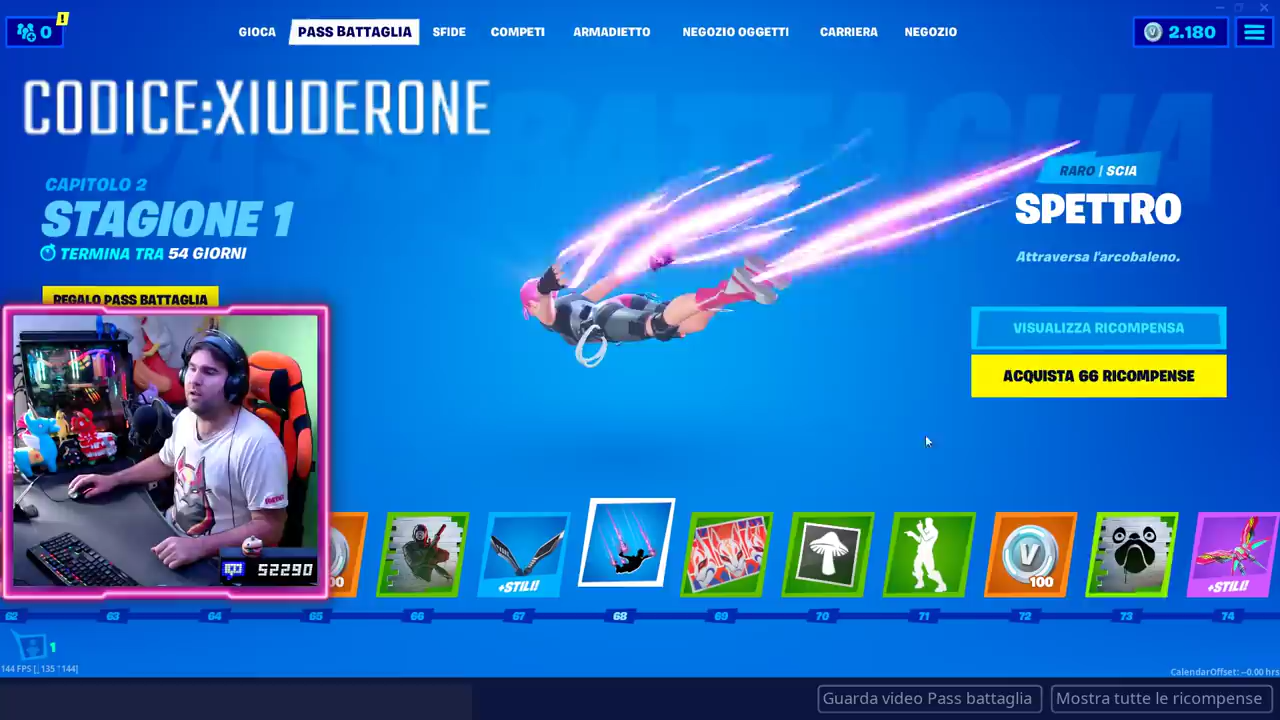 0
!
GIOCA
PASS BATTAGLIA
SFIDE
COMPETI
ARMADIETTO
NEGOZIO OGGETTI
CARRIERA
NEGOZIO
2.180
CODICE:XIUDERONE
PASS BATTAGLIA
CAPITOLO 2
STAGIONE 1
TERMINA TRA 54 GIORNI
REGALO PASS BATTAGLIA
RARO | SCIA
SPETTRO
Attraversa l'arcobaleno.
VISUALIZZA RICOMPENSA
ACQUISTA 66 RICOMPENSE
52290
+STILI!
100
+STILI!
62 63 64 65 66 67 68 69 70 71 72 73 74
1
CalendarOffset: --0.00 hrs
Guarda video Pass battaglia
Mostra tutte le ricompense